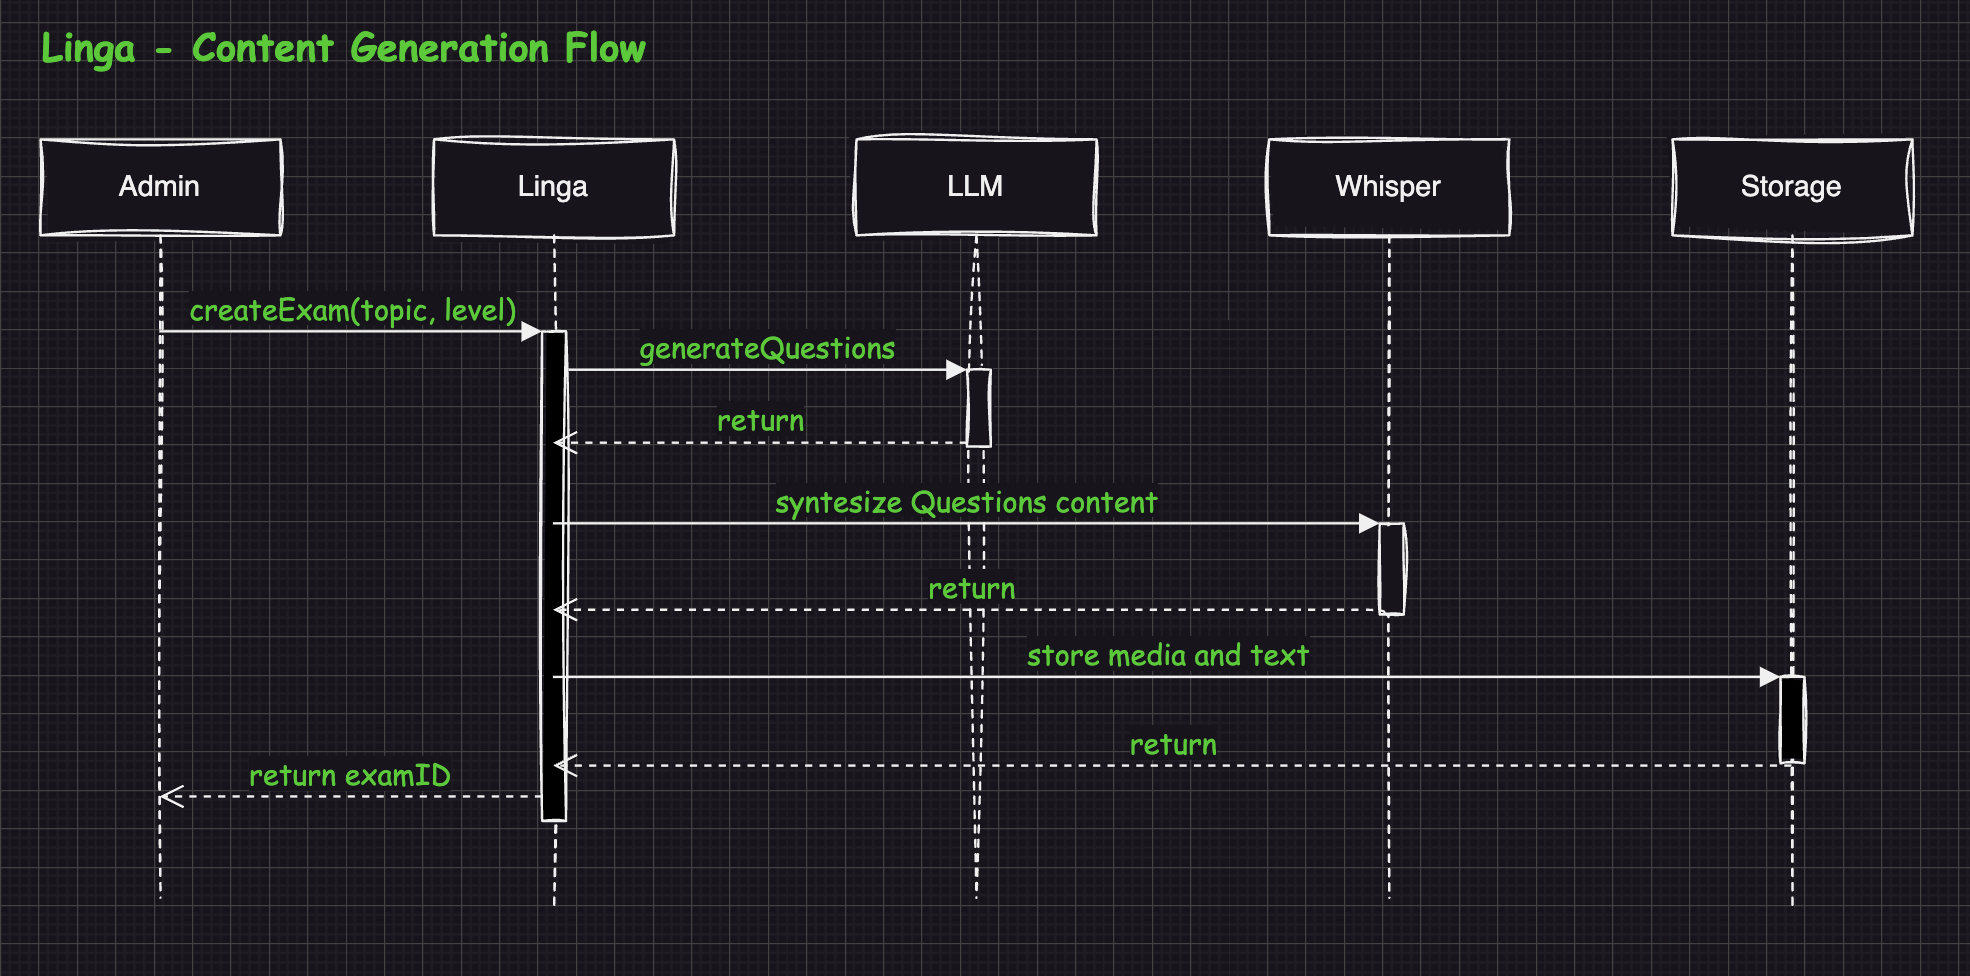 Linga - Content Generation Flow
Admin
Linga
LLM
Whisper
Storage
createExam(topic, level)
generateQuestions
return
syntesize Questions content
return
store media and text
return
return examID